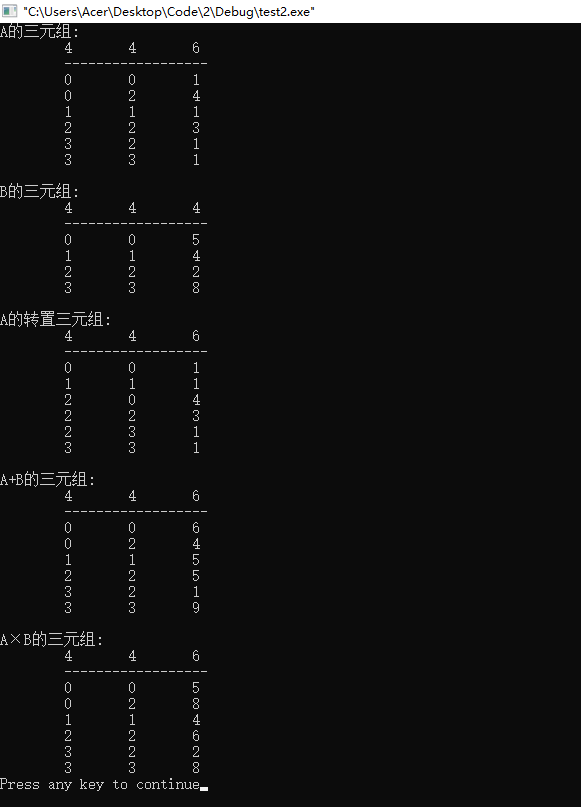 "C:\Users\Acer\Desktop\Code\2\Debug\test2.exe"
A的三元组:
4 4 6
------------------
0 0 1
0 2 4
1 1 1
2 2 3
3 2 1
3 3 1
B的三元组:
4 4 4
------------------
0 0 5
1 1 4
2 2 2
3 3 8
A的转置三元组:
4 4 6
------------------
0 0 1
1 1 1
2 0 4
2 2 3
2 3 1
3 3 1
A+B的三元组:
4 4 6
------------------
0 0 6
0 2 4
1 1 5
2 2 5
3 2 1
3 3 9
A×B的三元组:
4 4 6
------------------
0 0 5
0 2 8
1 1 4
2 2 6
3 2 2
3 3 8
Press any key to continue